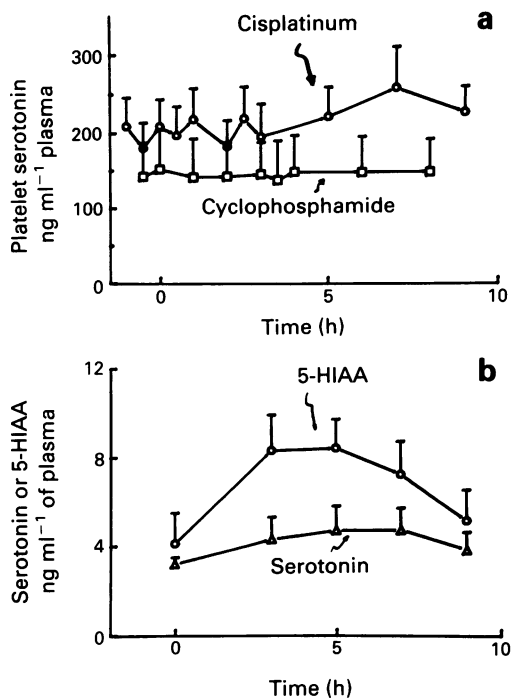 a
Cisplatinum
300
200
100
0
Platelet serotonin
ng ml⁻¹ plasma
Cyclophosphamide
0
5
10
Time (h)
b
5-HIAA
12
8
4
0
Serotonin or 5-HIAA
ng ml⁻¹ of plasma
Serotonin
0
5
10
Time (h)